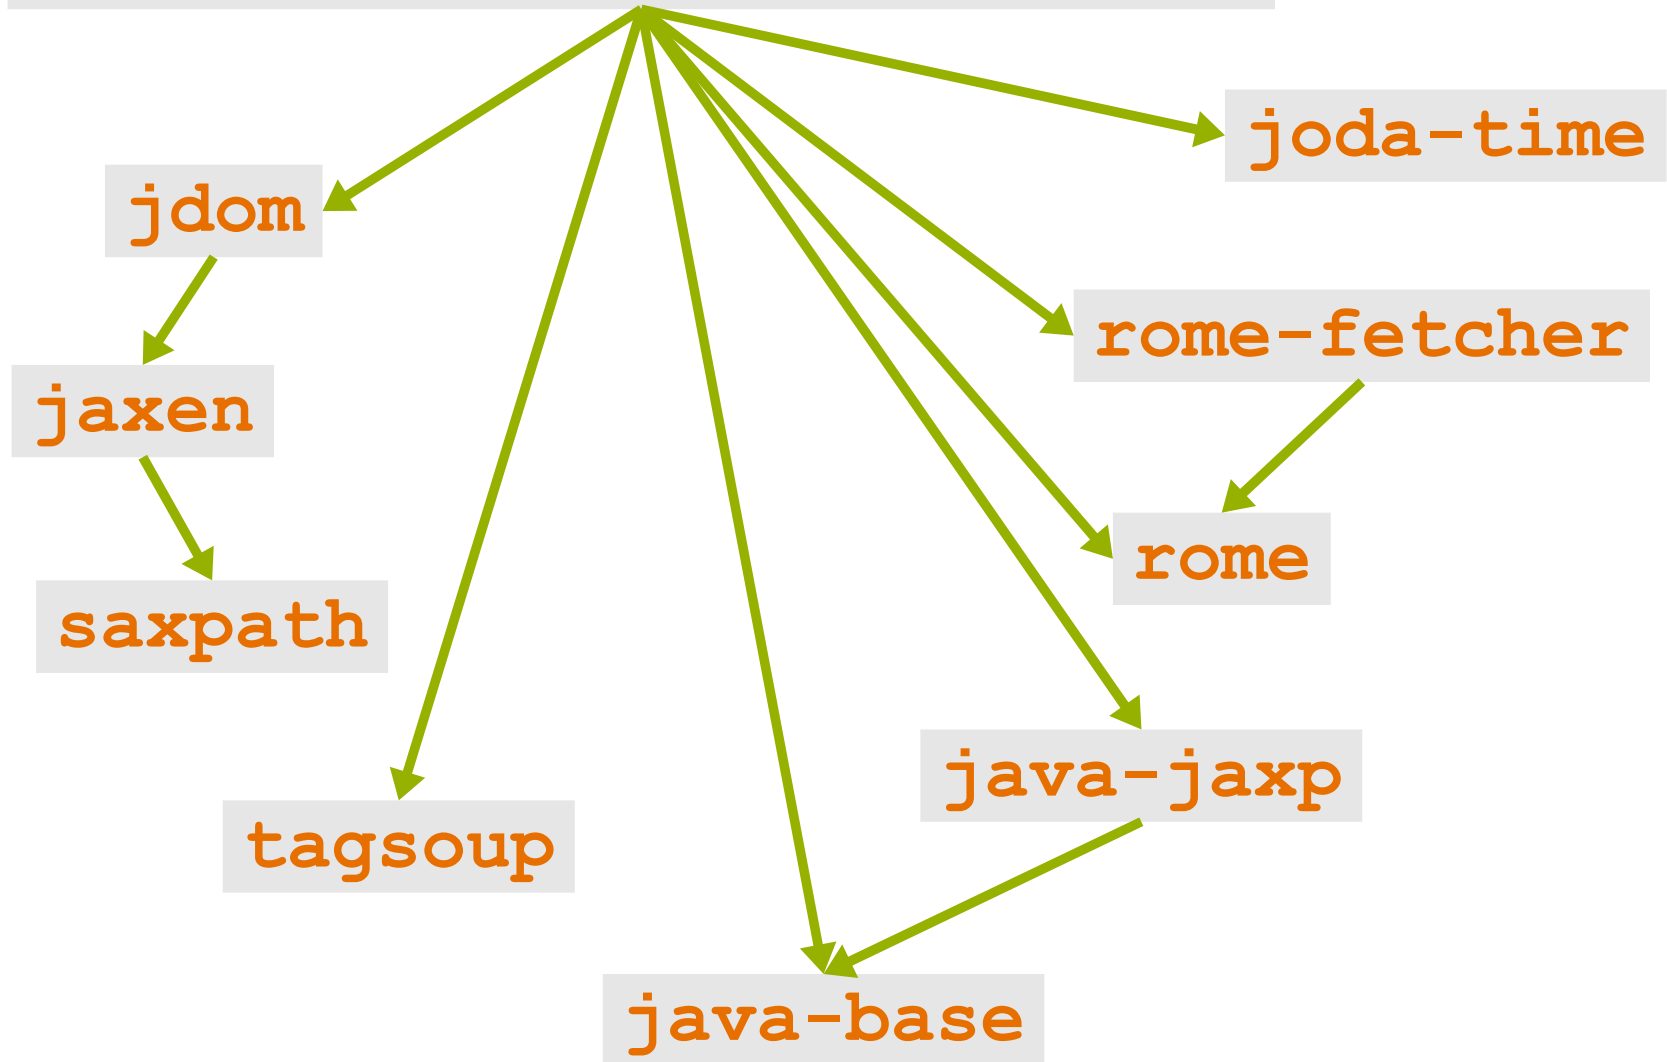 joda-time
jdom
rome-fetcher
jaxen
rome
saxpath
java-jaxp
tagsoup
java-base